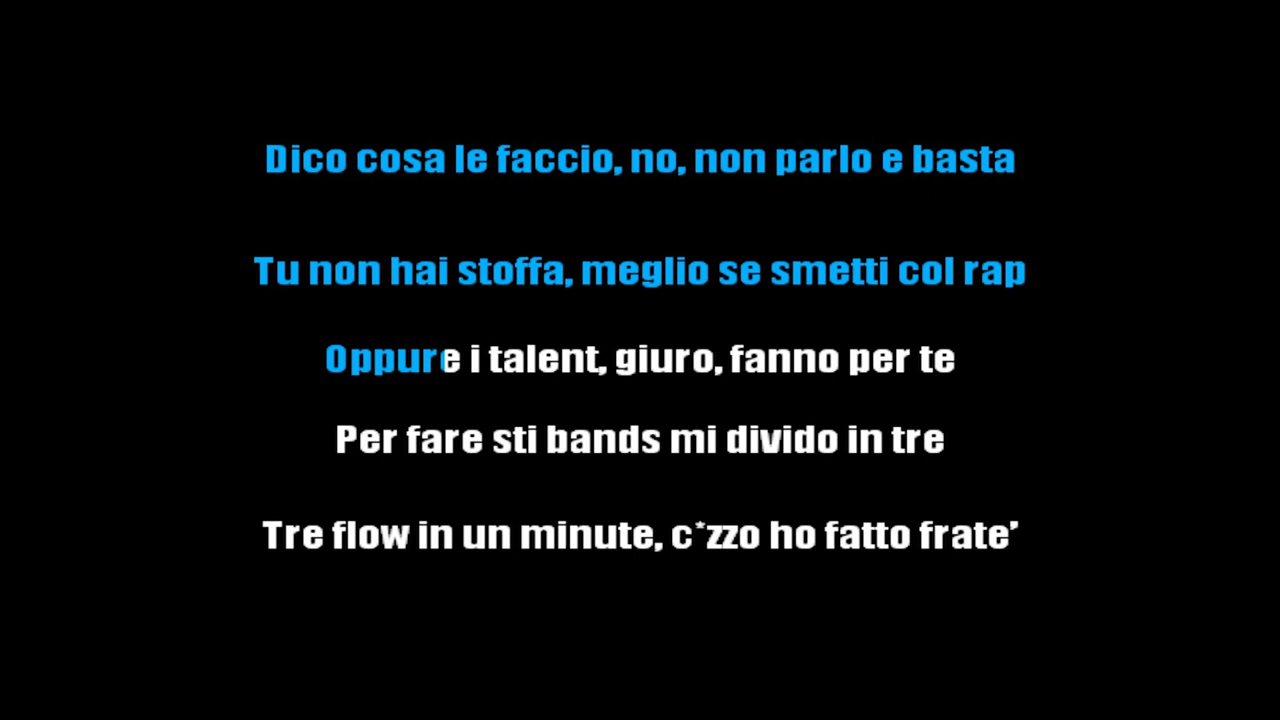 Dico cosa le faccio, no, non parlo e basta
Tu non hai stoffa, meglio se smetti col rap
Oppure i talent, giuro, fanno per te
Per fare sti bands mi divido in tre
Tre flow in un minute, c*zzo ho fatto frate’